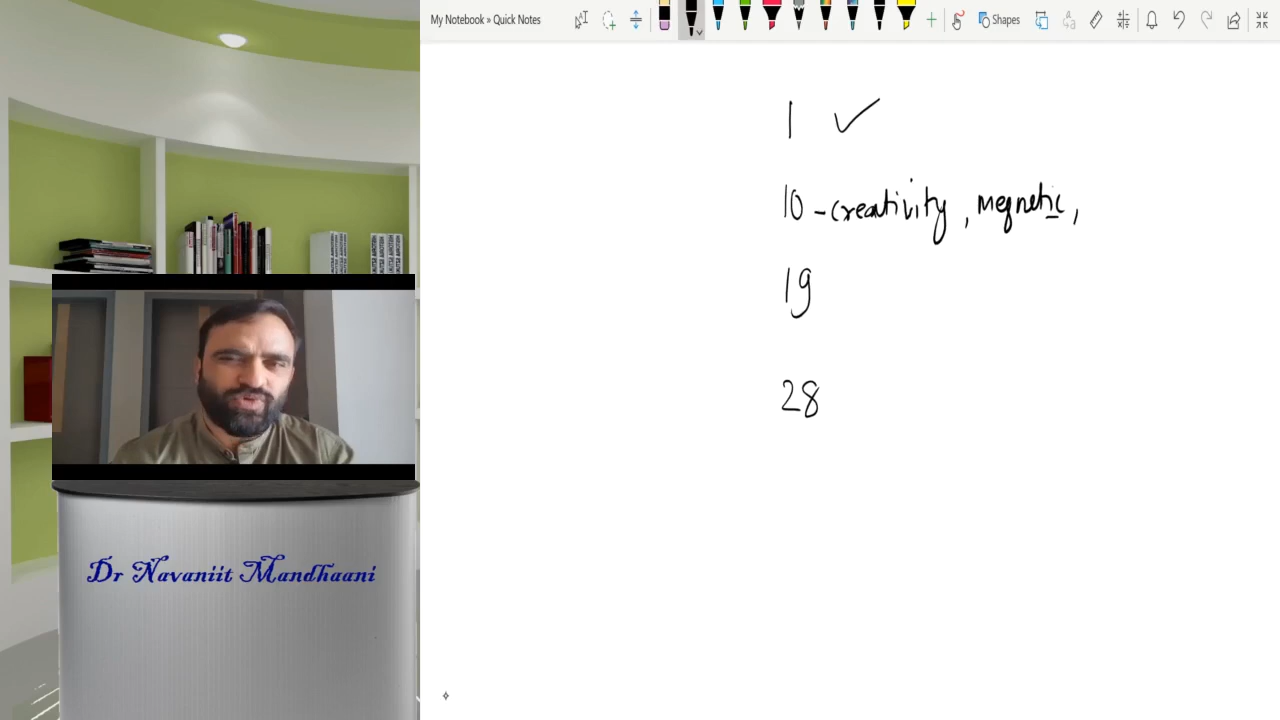 My Notebook » Quick Notes
Shapes
1 ✓
10 - creativity, megnetic,
19
28
Dr Navaniit Mandhaani